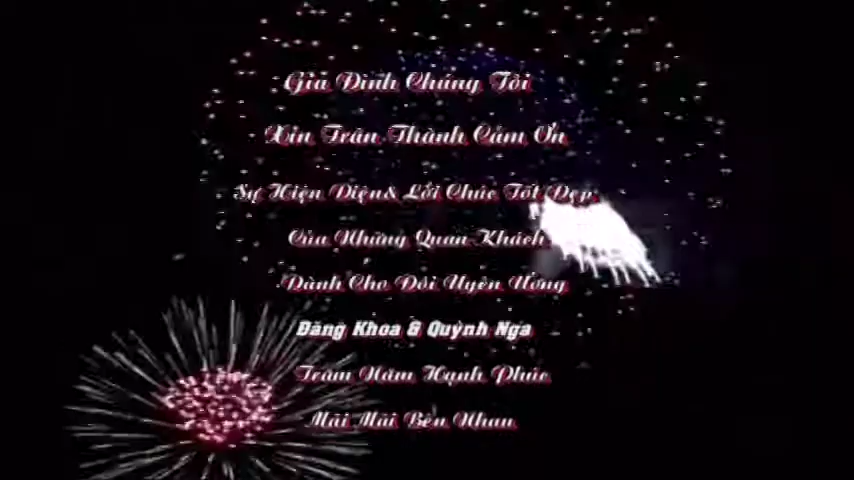 Gia Đình Chúng Tôi
Xin Trân Thành Cảm Ơn
Sự Hiện Diện& Lời Chúc Tốt Đẹp
Của Những Quan Khách
Dành Cho Đôi Uyên Ương
Đăng Khoa & Quỳnh Nga
Trăm Năm Hạnh Phúc
Mãi Mãi Bên Nhau